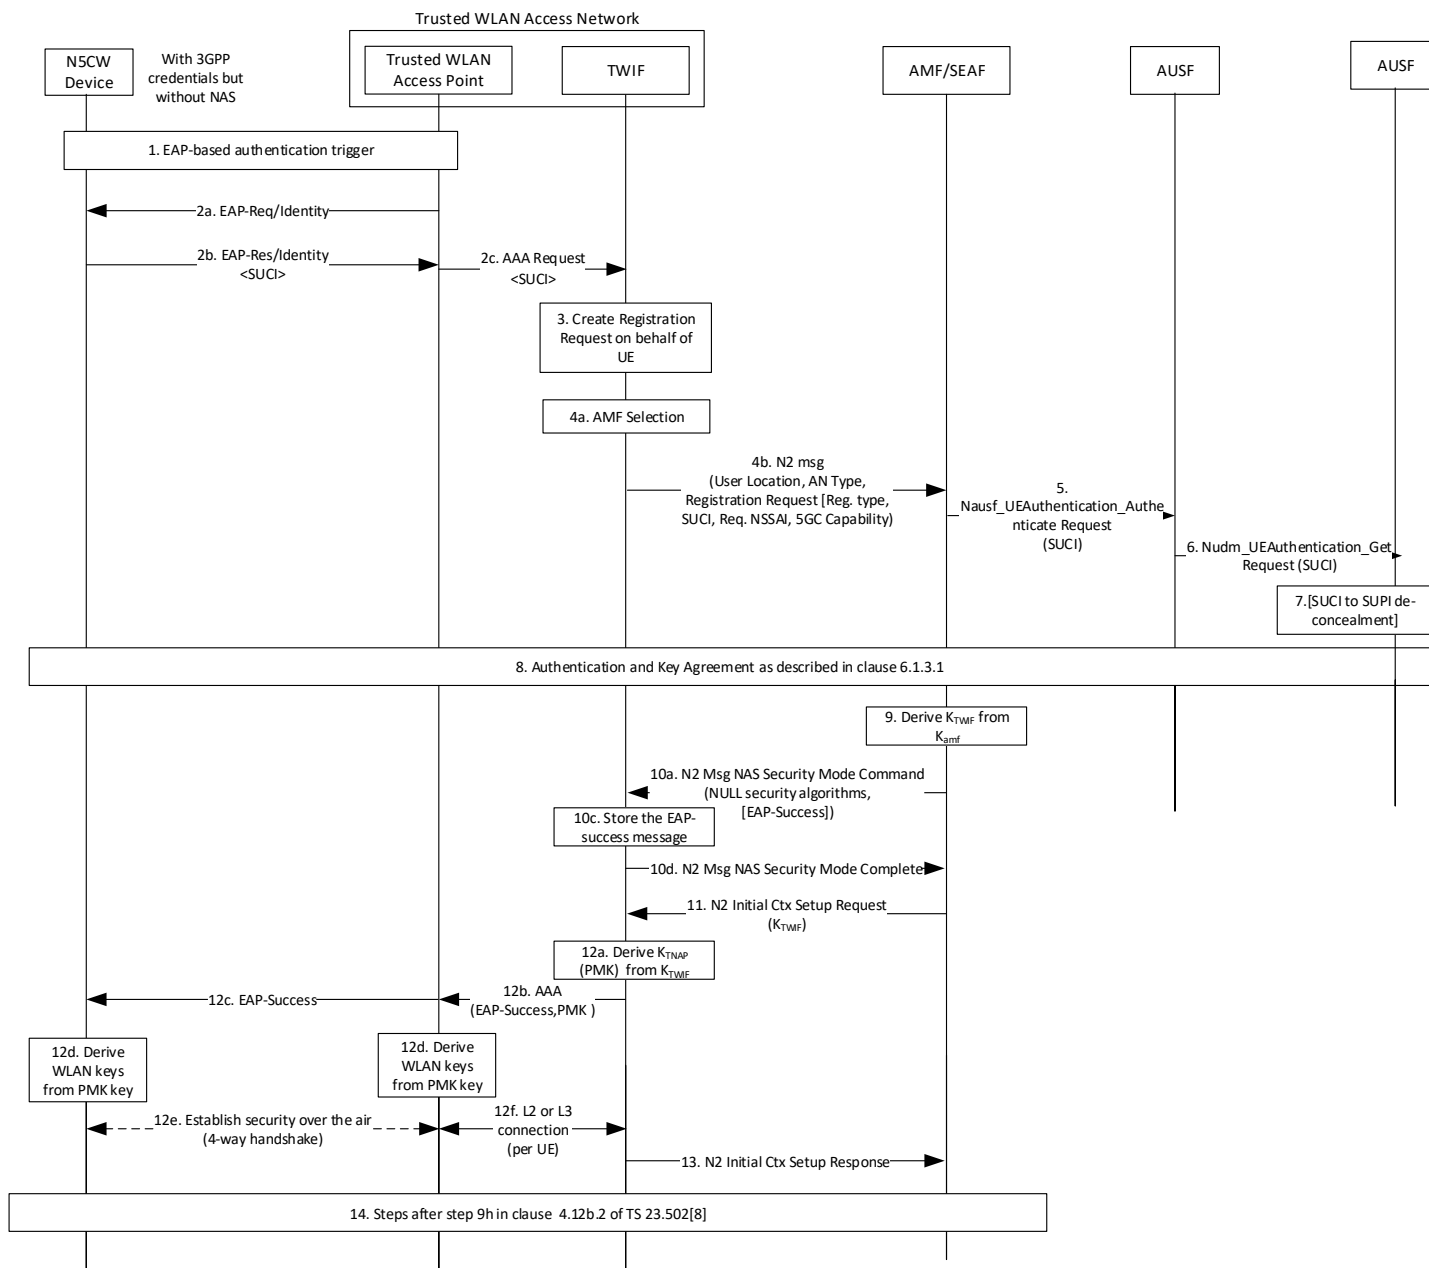 Trusted WLAN Access Network
N5CW
Device
With 3GPP
credentials but
without NAS
Trusted WLAN
Access Point
TWIF
AMF/SEAF
AUSF
AUSF
1. EAP-based authentication trigger
2a. EAP-Req/Identity
2b. EAP-Res/Identity
<SUCI>
2c. AAA Request
<SUCI>
3. Create Registration
Request on behalf of
UE
4a. AMF Selection
4b. N2 msg
(User Location, AN Type,
Registration Request [Reg. type,
SUCI, Req. NSSAI, 5GC Capability)
5.
Nausf_UEAuthentication_Authe
nticate Request
(SUCI)
6. Nudm_UEAuthentication_Get
Request (SUCI)
7.[SUCI to SUPI de-
concealment]
8. Authentication and Key Agreement as described in clause 6.1.3.1
9. Derive KTWIF from
Kamf
10a. N2 Msg NAS Security Mode Command
(NULL security algorithms,
[EAP-Success])
10c. Store the EAP-
success message
10d. N2 Msg NAS Security Mode Complete
11. N2 Initial Ctx Setup Request
(KTWIF)
12a. Derive KTNAP
(PMK) from KTWIF
12b. AAA
(EAP-Success,PMK )
12c. EAP-Success
12d. Derive
WLAN keys
from PMK key
12d. Derive
WLAN keys
from PMK key
12e. Establish security over the air
(4-way handshake)
12f. L2 or L3
connection
(per UE)
13. N2 Initial Ctx Setup Response
14. Steps after step 9h in clause 4.12b.2 of TS 23.502[8]